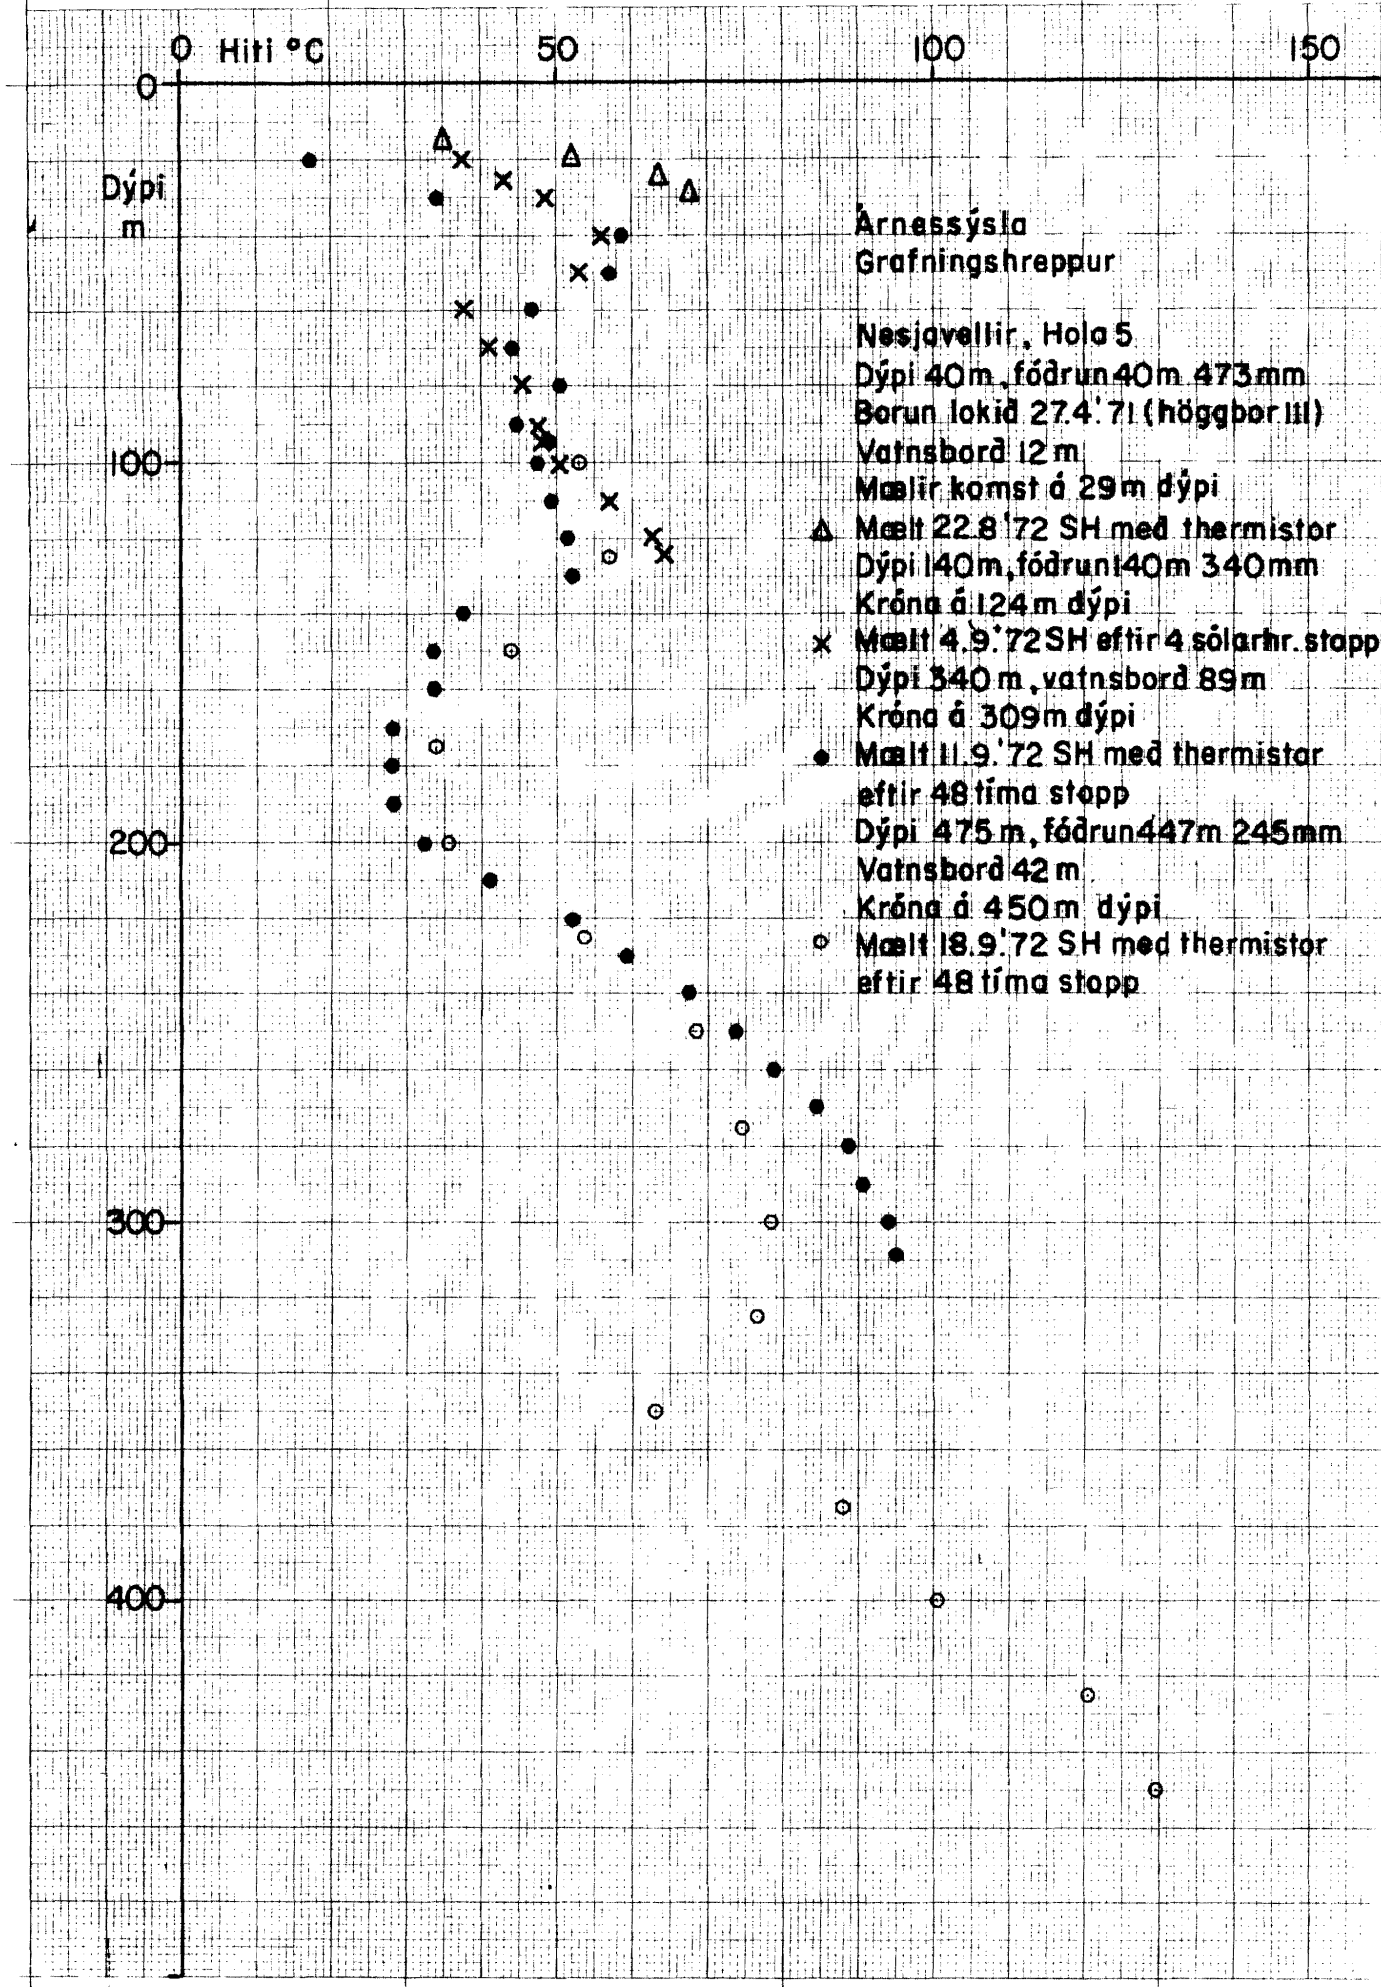 0 Hiti °C 50 100 150
0
Dýpi
m
100
200
300
400
Árnessýsla
Grafningshreppur
Nesjavellir, Hola 5
Dýpi 40m, fóðrun 40m 473mm
Borun lokið 27.4.'71 (höggbor III)
Vatnsborð 12 m
Mælir komst á 29m dýpi
Δ Mælt 22.8'72 SH með thermistor
Dýpi 140m, fóðrun 140m 340mm
Króna á 124m dýpi
x Mælt 4.9.'72 SH eftir 4 sólarhr. stopp
Dýpi 340 m, vatnsborð 89m
Króna á 309m dýpi
● Mælt 11.9.'72 SH með thermistor
eftir 48 tíma stopp
Dýpi 475 m, fóðrun 447m 245mm
Vatnsborð 42 m
Króna á 450m dýpi
○ Mælt 18.9.'72 SH með thermistor
eftir 48 tíma stopp